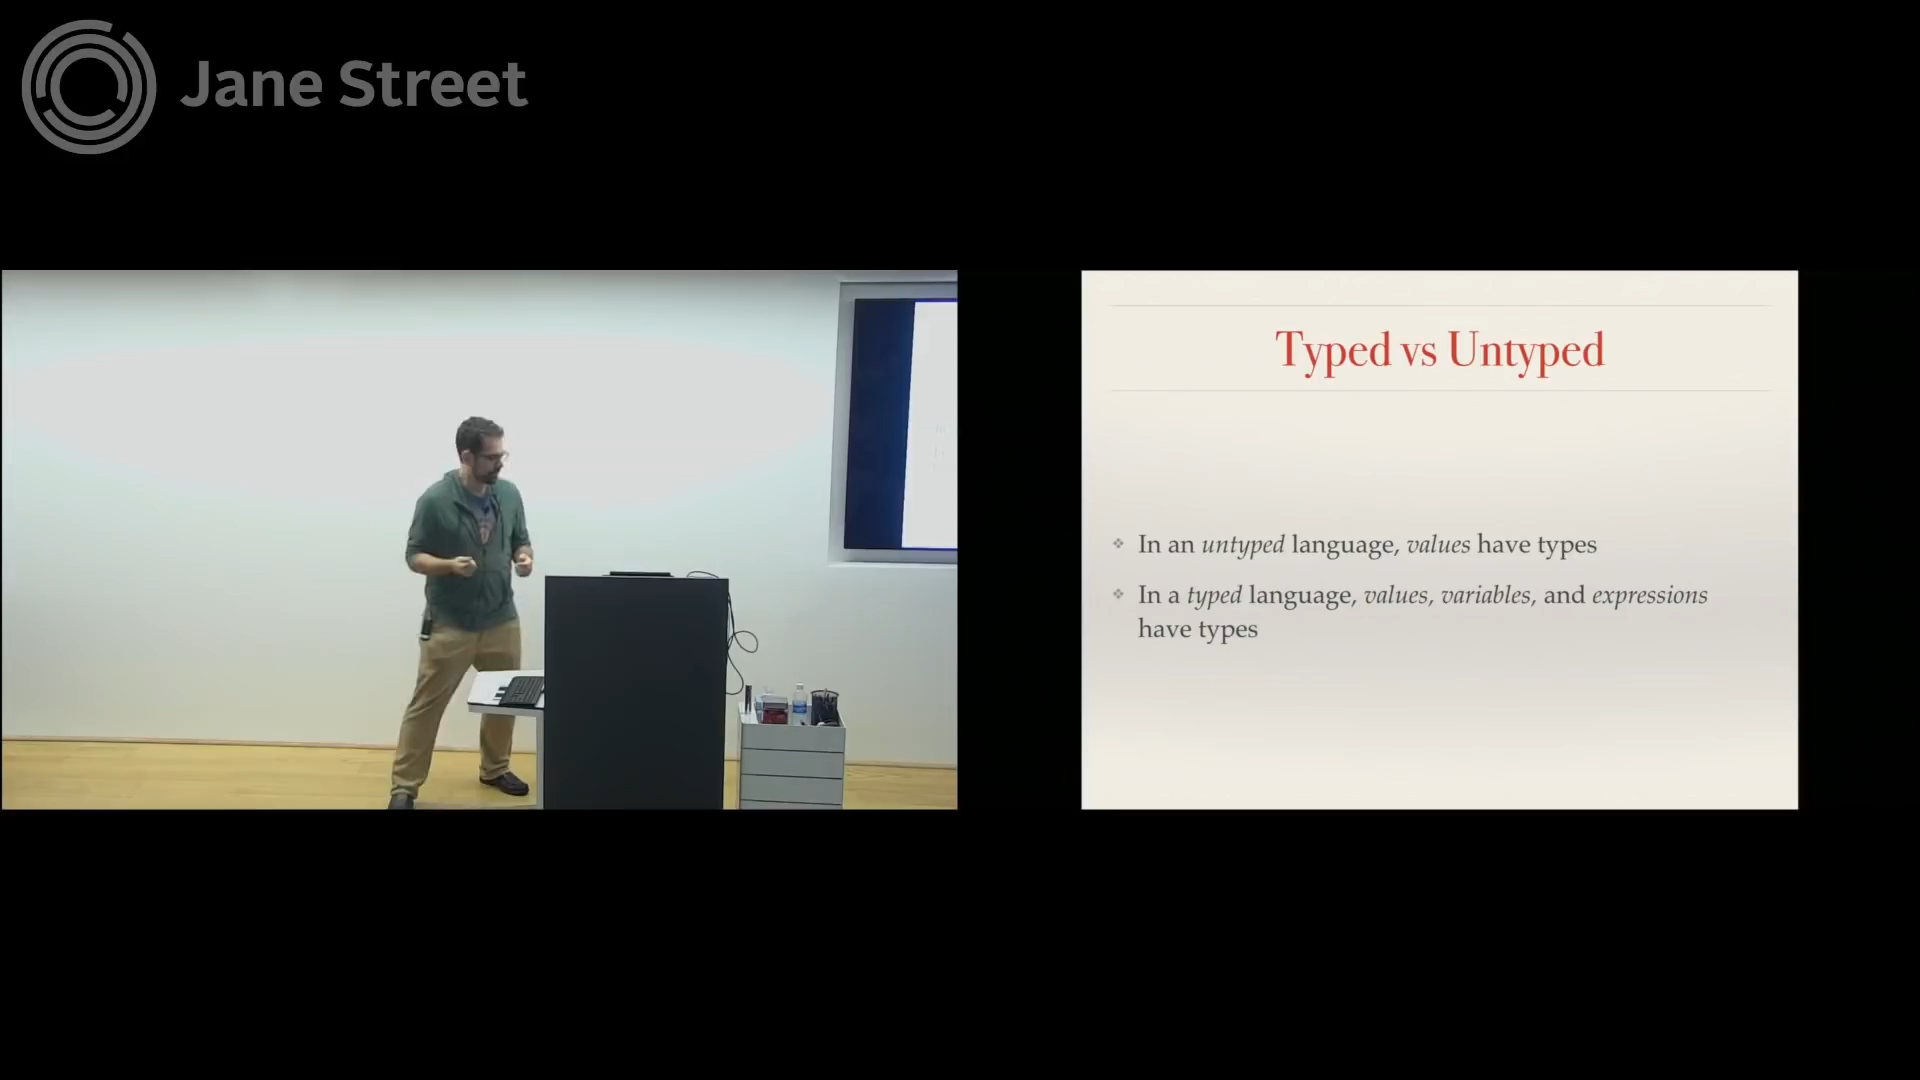 Jane Street
Typed vs Untyped
❖ In an untyped language, values have types
❖ In a typed language, values, variables, and expressions
have types